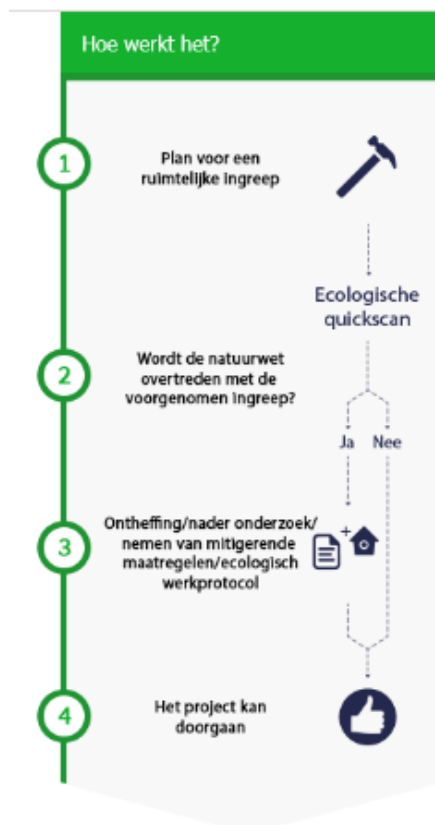 Hoe werkt het?
1
Plan voor een
ruimtelijke ingreep
Ecologische
quickscan
2
Wordt de natuurwet
overtreden met de
voorgenomen ingreep?
Ja Nee
3
Ontheffing/nader onderzoek/
nemen van mitigerende
maatregelen/ecologisch
werkprotocol
+
4
Het project kan
doorgaan